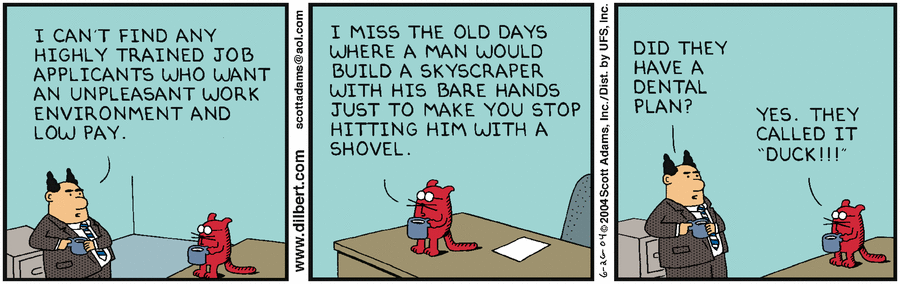 I CAN'T FIND ANY
HIGHLY TRAINED JOB
APPLICANTS WHO WANT
AN UNPLEASANT WORK
ENVIRONMENT AND
LOW PAY.
www.dilbert.com scottadams@aol.com
I MISS THE OLD DAYS
WHERE A MAN WOULD
BUILD A SKYSCRAPER
WITH HIS BARE HANDS
JUST TO MAKE YOU STOP
HITTING HIM WITH A
SHOVEL.
6-26-04 © 2004 Scott Adams, Inc./Dist. by UFS, Inc.
DID THEY
HAVE A
DENTAL
PLAN?
YES. THEY
CALLED IT
"DUCK!!!"